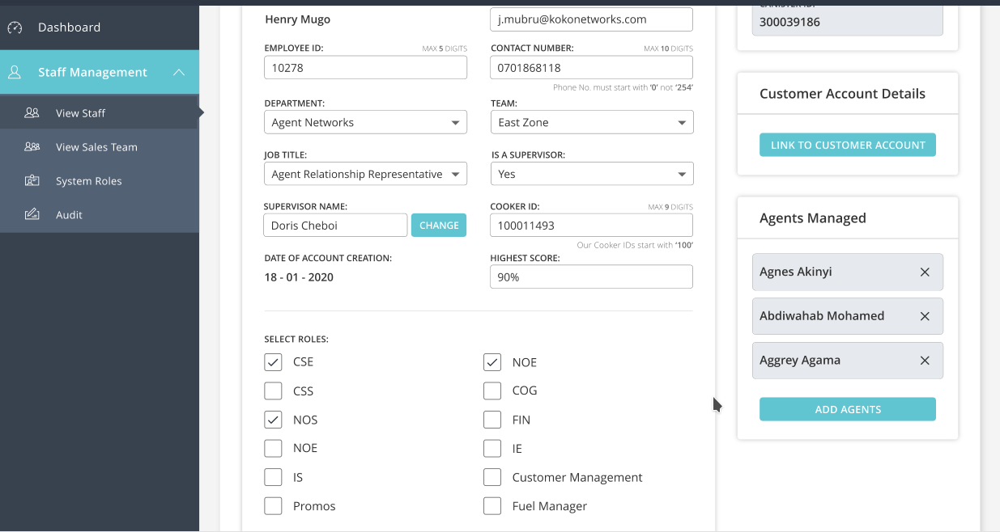 Dashboard
Staff Management
View Staff
View Sales Team
System Roles
Audit
Henry Mugo
j.mubru@kokonetworks.com
EMPLOYEE ID: MAX 5 DIGITS
10278
CONTACT NUMBER: MAX 10 DIGITS
0701868118
Phone No. must start with '0' not '254'
DEPARTMENT:
Agent Networks
TEAM:
East Zone
JOB TITLE:
Agent Relationship Representative
IS A SUPERVISOR:
Yes
SUPERVISOR NAME:
Doris Cheboi
CHANGE
COOKER ID: MAX 9 DIGITS
100011493
Our Cooker IDs start with '100'
DATE OF ACCOUNT CREATION:
18 - 01 - 2020
HIGHEST SCORE:
90%
SELECT ROLES:
CSE
NOE
CSS
COG
NOS
FIN
NOE
IE
IS
Customer Management
Promos
Fuel Manager
CANISTER ID:
300039186
Customer Account Details
LINK TO CUSTOMER ACCOUNT
Agents Managed
Agnes Akinyi
Abdiwahab Mohamed
Aggrey Agama
ADD AGENTS